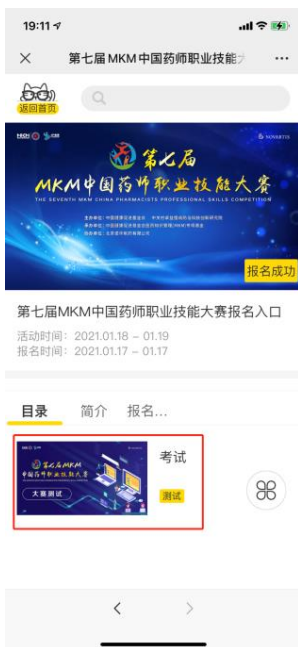 19:11
第七届MKM中国药师职业技能
返回首页
NOVARTIS
第七届
MKM中国药师职业技能大赛
THE SEVENTH MKM CHINA PHARMACISTS PROFESSIONAL SKILLS COMPETITION
报名成功
第七届MKM中国药师职业技能大赛报名入口
活动时间：2021.01.18 - 01.19
报名时间：2021.01.17 - 01.17
目录 简介 报名...
第七届MKM
中国药师职业技能大赛
大赛测试
考试
测试